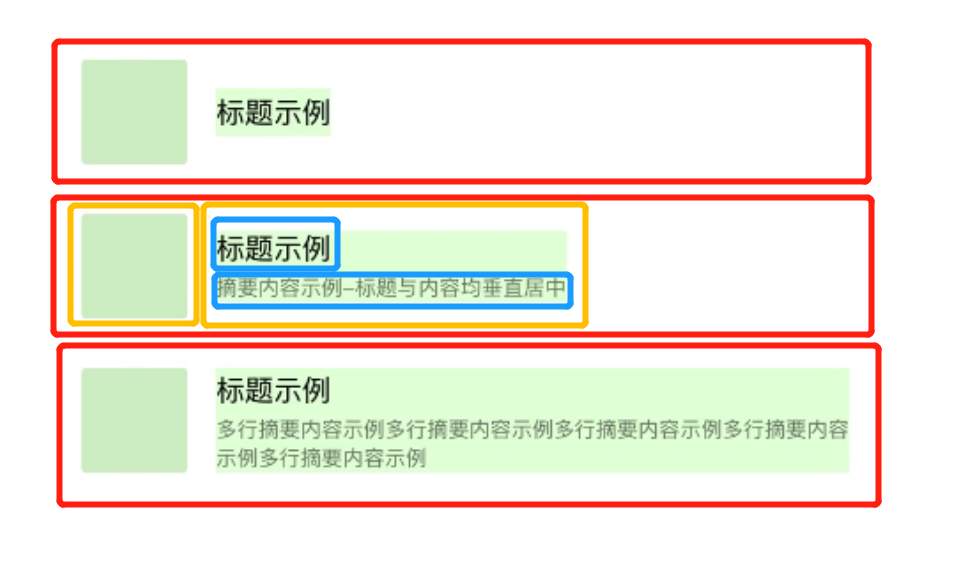 标题示例
标题示例
摘要内容示例–标题与内容均垂直居中
标题示例
多行摘要内容示例多行摘要内容示例多行摘要内容示例多行摘要内容
示例多行摘要内容示例